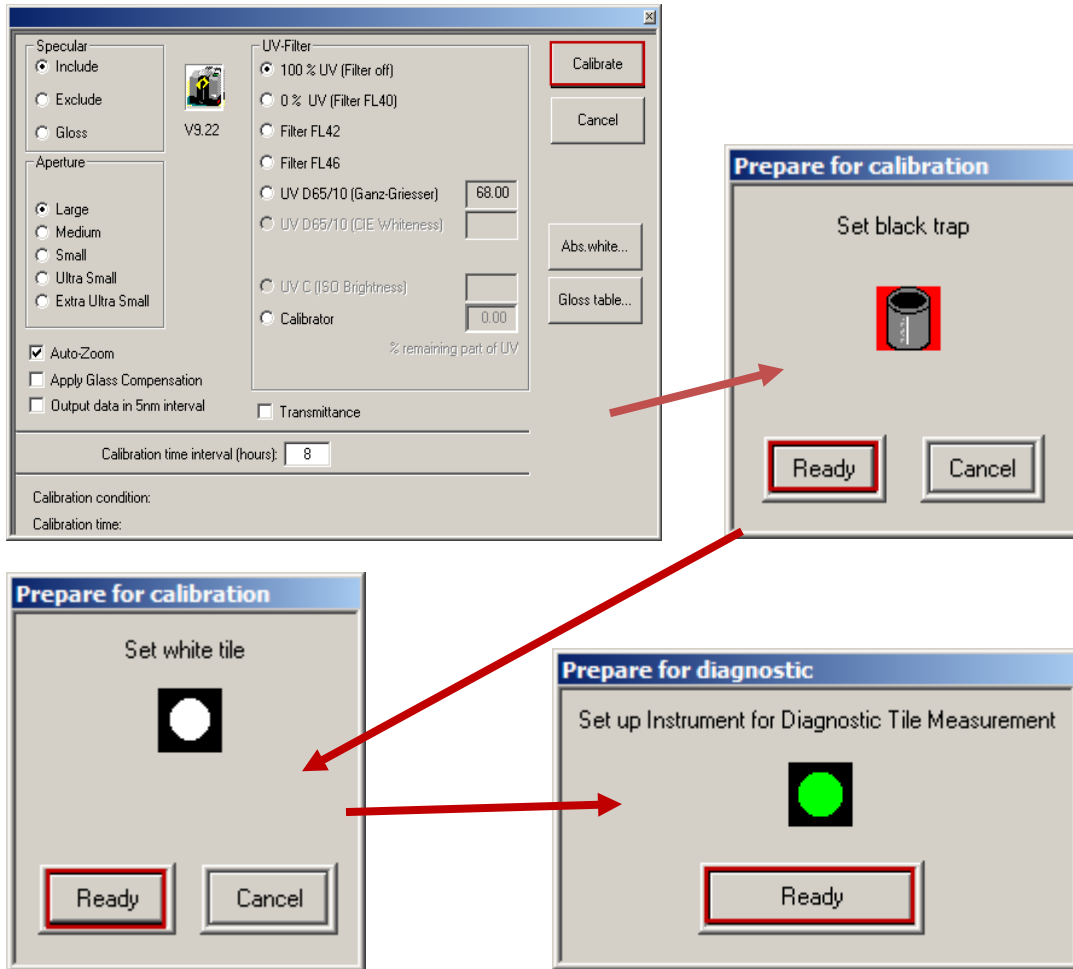 Specular
Include
Exclude
Gloss
V9.22
Aperture
Large
Medium
Small
Ultra Small
Extra Ultra Small
Auto-Zoom
Apply Glass Compensation
Output data in 5nm interval
UV-Filter
100 % UV (Filter off)
0 % UV (Filter FL40)
Filter FL42
Filter FL46
UV D65/10 (Ganz-Griesser) 68.00
UV D65/10 (CIE Whiteness)
UV C (ISO Brightness)
Calibrator 0.00
% remaining part of UV
Transmittance
Calibrate
Cancel
Abs.white...
Gloss table...
Calibration time interval (hours): 8
Calibration condition:
Calibration time:
Prepare for calibration
Set black trap
Ready Cancel
Prepare for calibration
Set white tile
Ready Cancel
Prepare for diagnostic
Set up Instrument for Diagnostic Tile Measurement
Ready